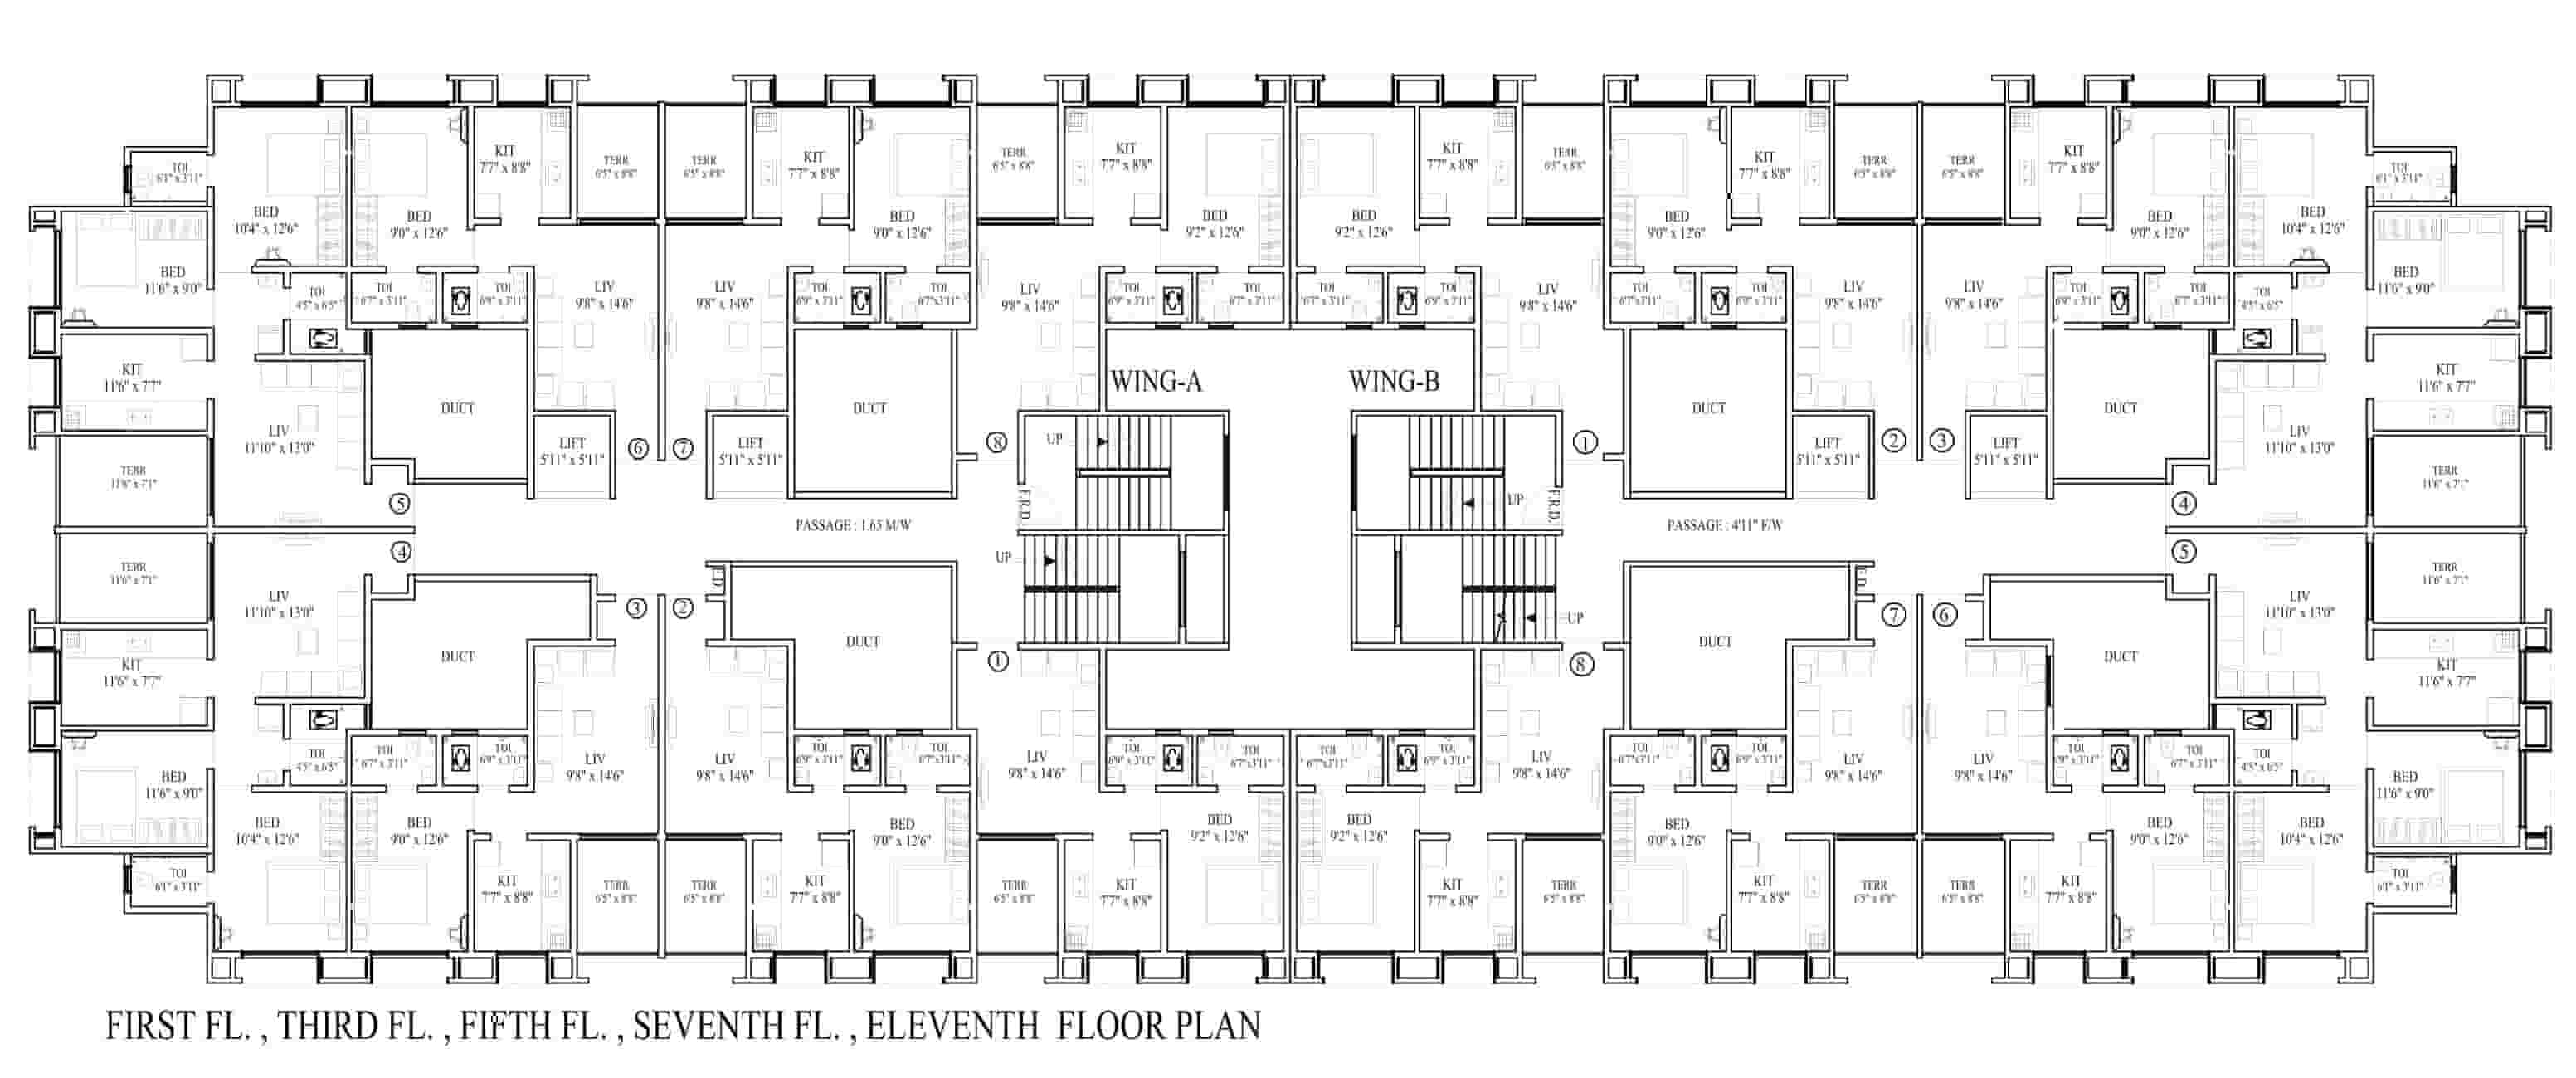 TOI
6'1" x 3'11"
BED
10'4" x 12'6"
BED
9'0" x 12'6"
KIT
7'7" x 8'8"
TERR
6'5" x 8'8"
TERR
6'5" x 8'8"
KIT
7'7" x 8'8"
BED
9'0" x 12'6"
TERR
6'5" x 8'8"
KIT
7'7" x 8'8"
BED
9'2" x 12'6"
BED
9'2" x 12'6"
KIT
7'7" x 8'8"
TERR
6'5" x 8'8"
BED
9'0" x 12'6"
KIT
7'7" x 8'8"
TERR
6'5" x 8'8"
TERR
6'5" x 8'8"
KIT
7'7" x 8'8"
BED
9'0" x 12'6"
BED
10'4" x 12'6"
TOI
6'1" x 3'11"
BED
11'6" x 9'0"
TOI
4'5" x 6'5"
TOI
6'7" x 3'11"
TOI
6'9" x 3'11"
LIV
9'8" x 14'6"
LIV
9'8" x 14'6"
TOI
6'9" x 3'11"
TOI
6'7"x3'11"
LIV
9'8" x 14'6"
TOI
6'9" x 3'11"
TOI
6'7" x 3'11"
TOI
6'7" x 3'11"
TOI
6'9" x 3'11"
LIV
9'8" x 14'6"
TOI
6'7"x3'11"
TOI
6'9" x 3'11"
LIV
9'8" x 14'6"
LIV
9'8" x 14'6"
TOI
6'9" x 3'11"
TOI
6'7" x 3'11"
TOI
4'5" x 6'5"
BED
11'6" x 9'0"
KIT
11'6" x 7'7"
LIV
11'10" x 13'0"
DUCT
LIFT
5'11" x 5'11"
6
7
LIFT
5'11" x 5'11"
DUCT
8
WING-A
WING-B
UP
1
DUCT
LIFT
5'11" x 5'11"
2
3
LIFT
5'11" x 5'11"
DUCT
LIV
11'10" x 13'0"
KIT
11'6" x 7'7"
TERR
11'6" x 7'1"
5
PASSAGE : 1.65 M/W
F.R.D.
UP
F.R.D.
PASSAGE : 4'11" F/W
4
TERR
11'6" x 7'1"
TERR
11'6" x 7'1"
4
UP
5
TERR
11'6" x 7'1"
LIV
11'10" x 13'0"
3
2
F.D.
UP
F.D.
7
6
LIV
11'10" x 13'0"
KIT
11'6" x 7'7"
DUCT
DUCT
1
8
DUCT
DUCT
KIT
11'6" x 7'7"
BED
11'6" x 9'0"
TOI
4'5" x 6'5"
TOI
6'7" x 3'11"
TOI
6'9" x 3'11"
LIV
9'8" x 14'6"
LIV
9'8" x 14'6"
TOI
6'9" x 3'11"
TOI
6'7"x3'11"
LIV
9'8" x 14'6"
TOI
6'9" x 3'11"
TOI
6'7"x3'11"
TOI
6'7"x3'11"
TOI
6'9" x 3'11"
LIV
9'8" x 14'6"
TOI
6'7"x3'11"
TOI
6'9" x 3'11"
LIV
9'8" x 14'6"
LIV
9'8" x 14'6"
TOI
6'9" x 3'11"
TOI
6'7" x 3'11"
TOI
4'5" x 6'5"
BED
11'6" x 9'0"
TOI
6'1" x 3'11"
BED
10'4" x 12'6"
BED
9'0" x 12'6"
KIT
7'7" x 8'8"
TERR
6'5" x 8'8"
TERR
6'5" x 8'8"
KIT
7'7" x 8'8"
BED
9'0" x 12'6"
TERR
6'5" x 8'8"
KIT
7'7" x 8'8"
BED
9'2" x 12'6"
BED
9'2" x 12'6"
KIT
7'7" x 8'8"
TERR
6'5" x 8'8"
BED
9'0" x 12'6"
KIT
7'7" x 8'8"
TERR
6'5" x 8'8"
TERR
6'5" x 8'8"
KIT
7'7" x 8'8"
BED
9'0" x 12'6"
BED
10'4" x 12'6"
TOI
6'1" x 3'11"
FIRST FL. , THIRD FL. , FIFTH FL. , SEVENTH FL. , ELEVENTH FLOOR PLAN